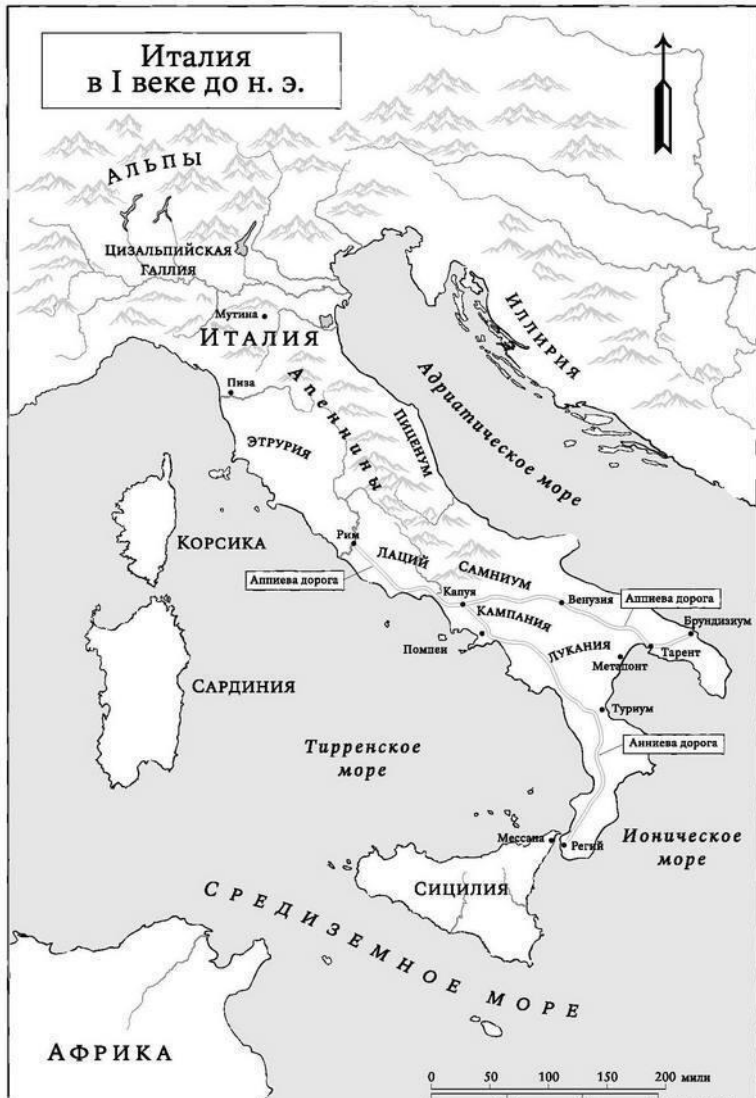 Италия
в I веке до н. э.
АЛЬПЫ
ЦИЗАЛЬПИЙСКАЯ
ГАЛЛИЯ
Мутина
ИТАЛИЯ
ИЛЛИРИЯ
Адриатическое море
Пиза
Апеннины
ПИЦЕНУМ
ЭТРУРИЯ
Рим
КОРСИКА
ЛАЦИЙ
САМНИУМ
Аппиева дорога
Капуя
Венузия
Аппиева дорога
КАМПАНИЯ
Брундизиум
Помпеи
ЛУКАНИЯ
Тарент
Метапонт
САРДИНИЯ
Туриум
Тирренское
море
Анниева дорога
Мессана
Регий
Ионическое
море
СИЦИЛИЯ
СРЕДИЗЕМНОЕ МОРЕ
АФРИКА
0 50 100 150 200 мили